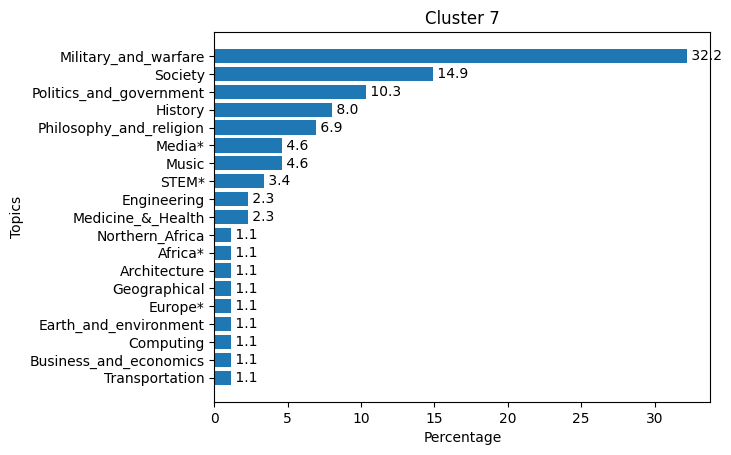 Cluster 7
Military_and_warfare 32.2
Society 14.9
Politics_and_government 10.3
History 8.0
Philosophy_and_religion 6.9
Media* 4.6
Music 4.6
STEM* 3.4
Engineering 2.3
Medicine_&_Health 2.3
Northern_Africa 1.1
Africa* 1.1
Architecture 1.1
Geographical 1.1
Europe* 1.1
Earth_and_environment 1.1
Computing 1.1
Business_and_economics 1.1
Transportation 1.1
Topics
0 5 10 15 20 25 30
Percentage